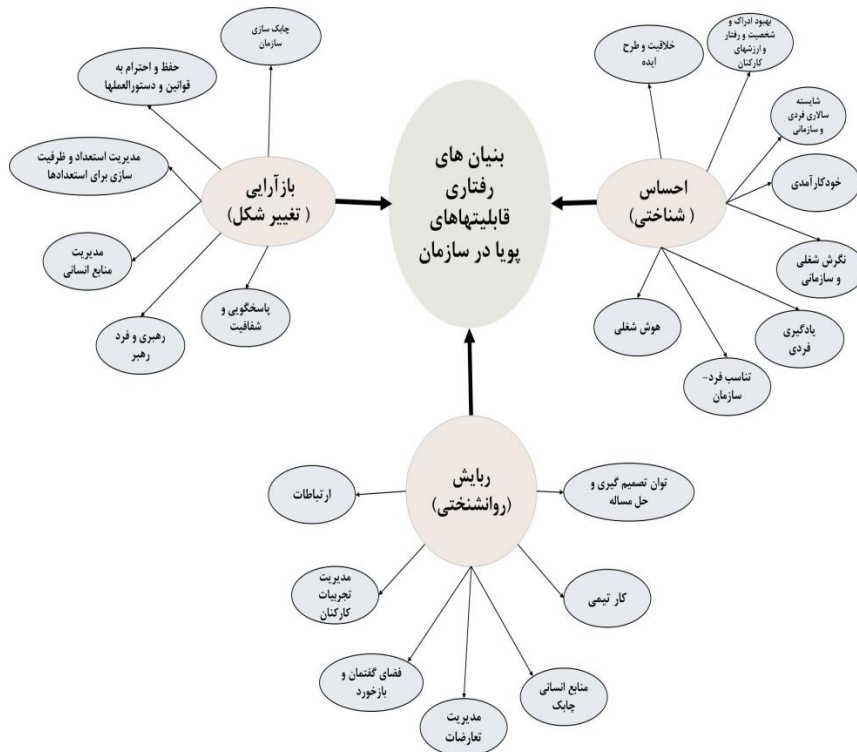 بنیان های
رفتاری
قابلیتهاهای
پویا در سازمان
احساس
( شناختی)
بهبود ادراک و
شخصیت و رفتار
و ارزشهای
کارکنان
خلاقیت و طرح
ایده
شایسته
سالاری فردی
و سازمانی
خودکارآمدی
نگرش شغلی
و سازمانی
یادگیری
فردی
تناسب فرد-
سازمان
هوش شغلی
بازآرایی
( تغییر شکل)
چابک سازی
سازمان
حفظ و احترام به
قوانین و دستورالعملها
مدیریت استعداد و ظرفیت
سازی برای استعدادها
مدیریت
منابع انسانی
رهبری و فرد
رهبر
پاسخگویی و
شفافیت
ربایش
(روانشنختی)
توان تصمیم گیری و
حل مساله
کار تیمی
منابع انسانی
چابک
مدیریت
تعارضات
فضای گفتمان و
بازخورد
مدیریت
تجربیات
کارکنان
ارتباطات